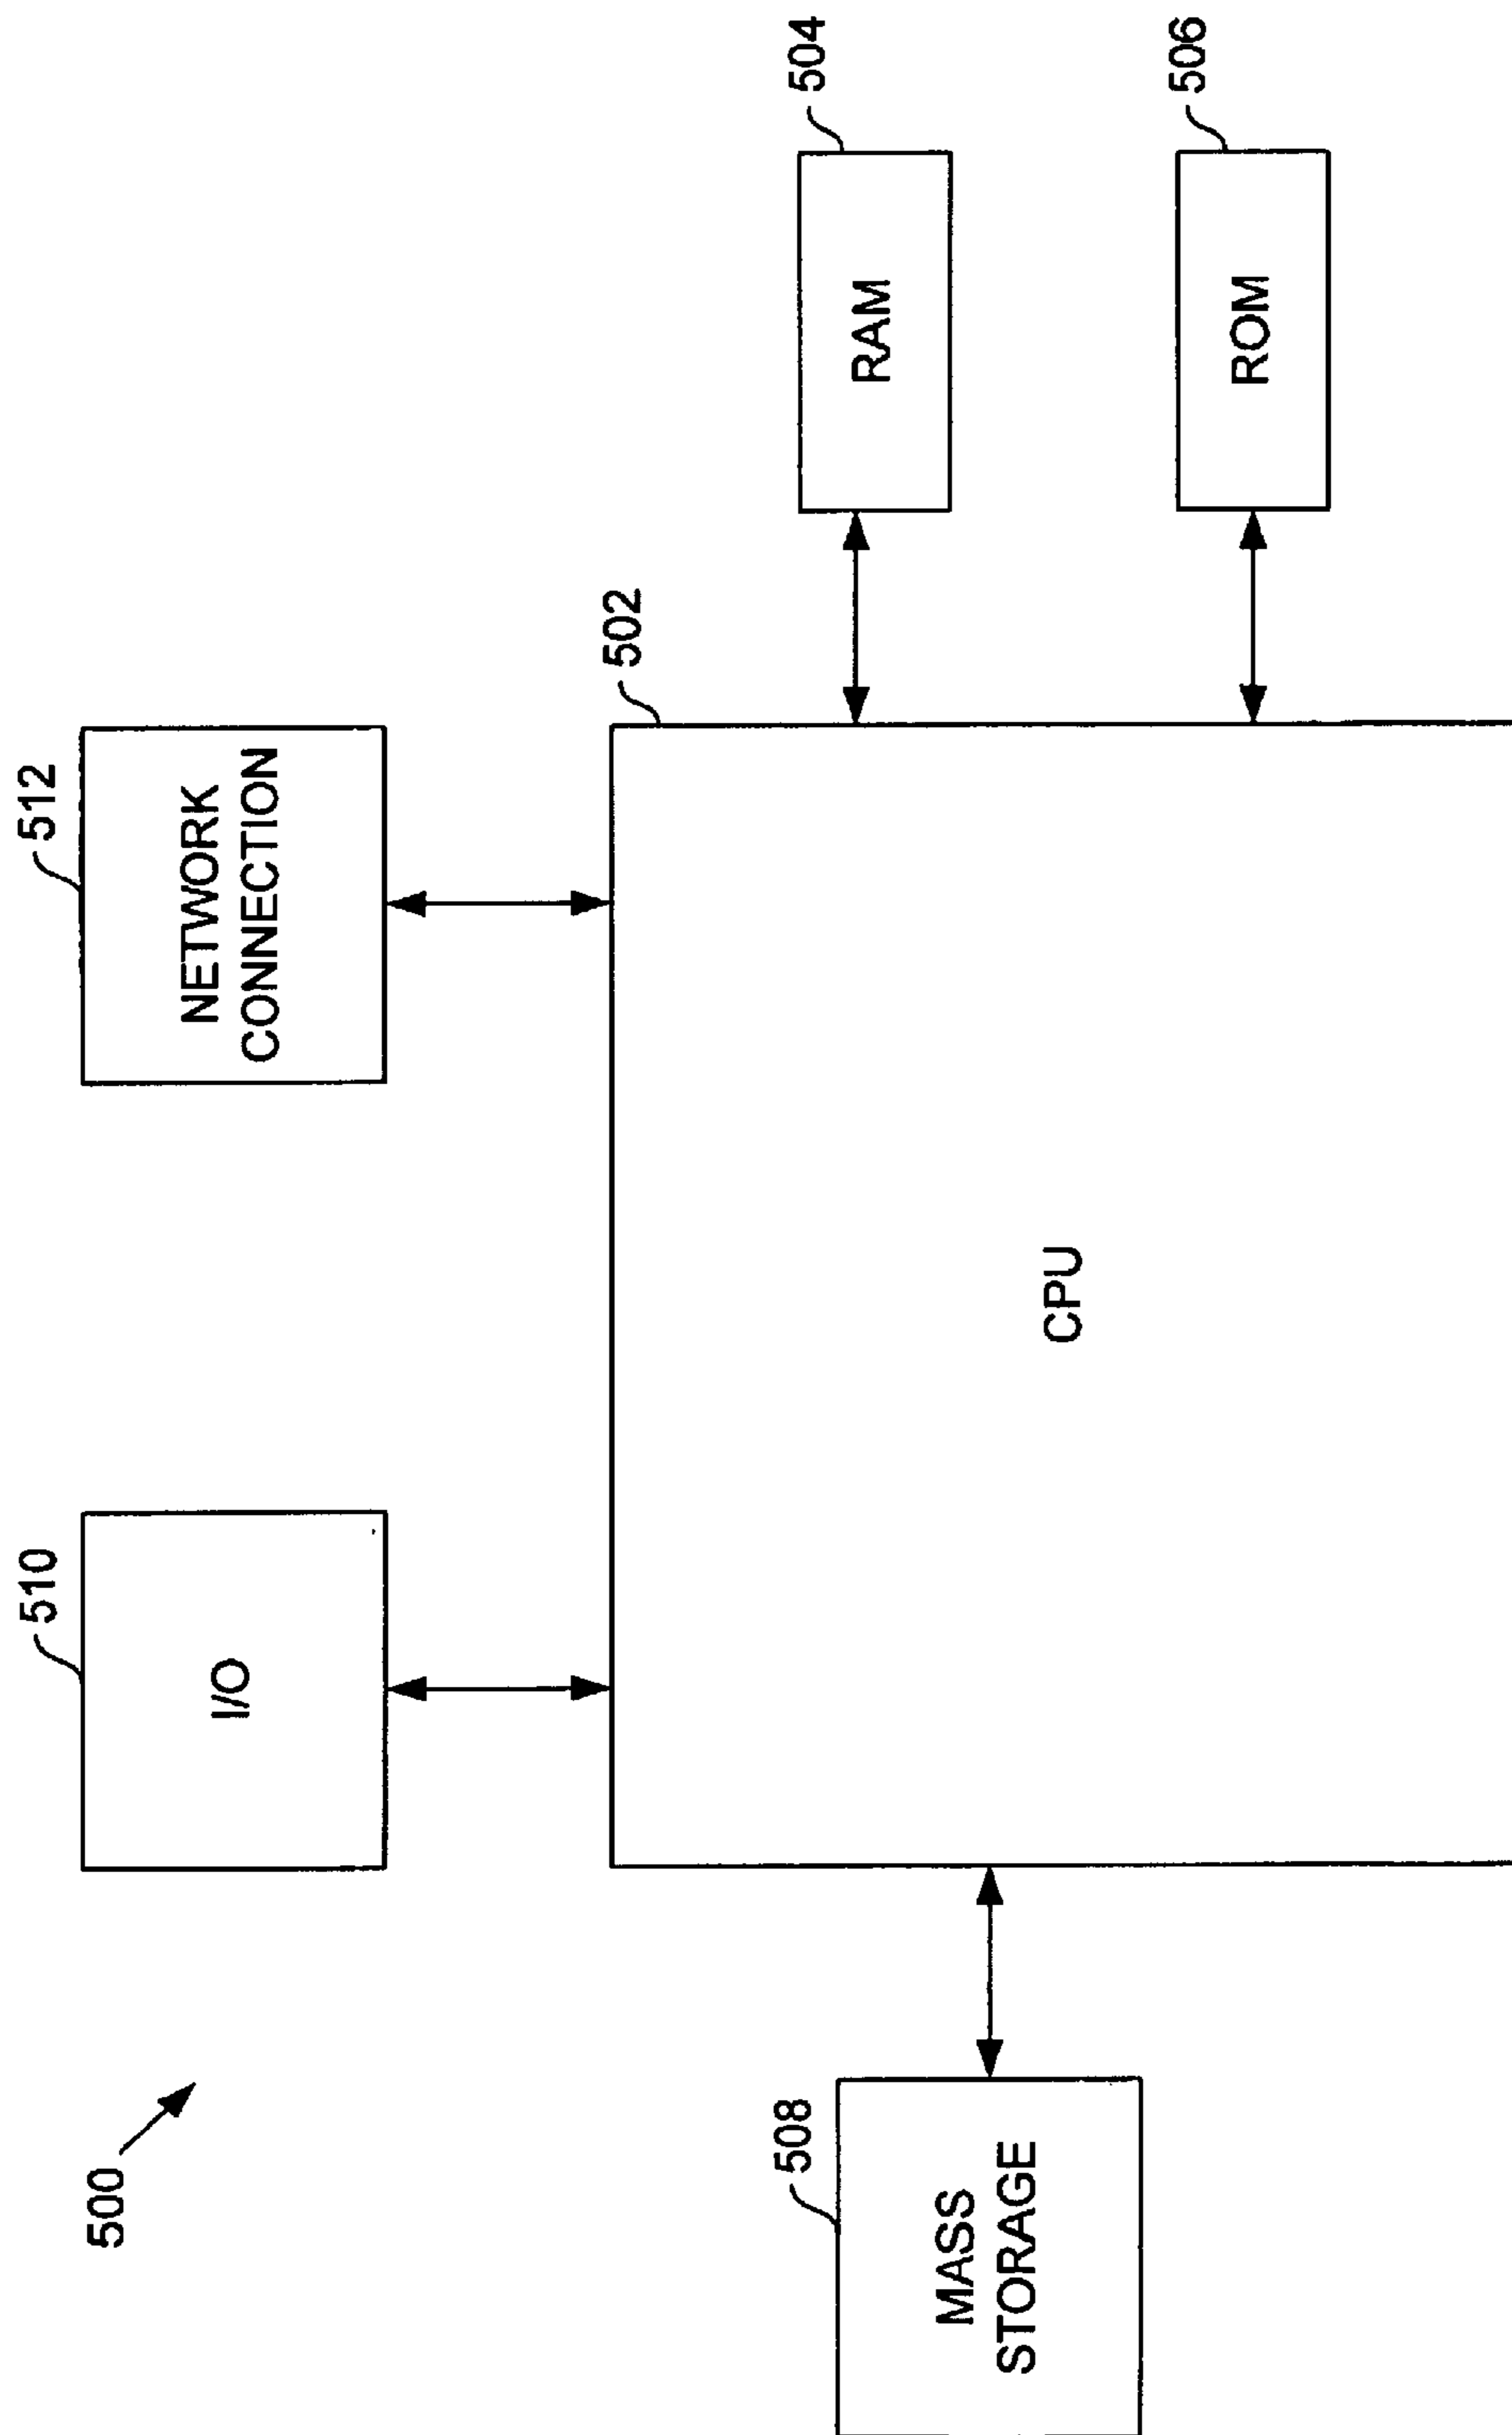 500
510
I/O
512
NETWORK
CONNECTION
508
MASS
STORAGE
502
CPU
504
RAM
506
ROM